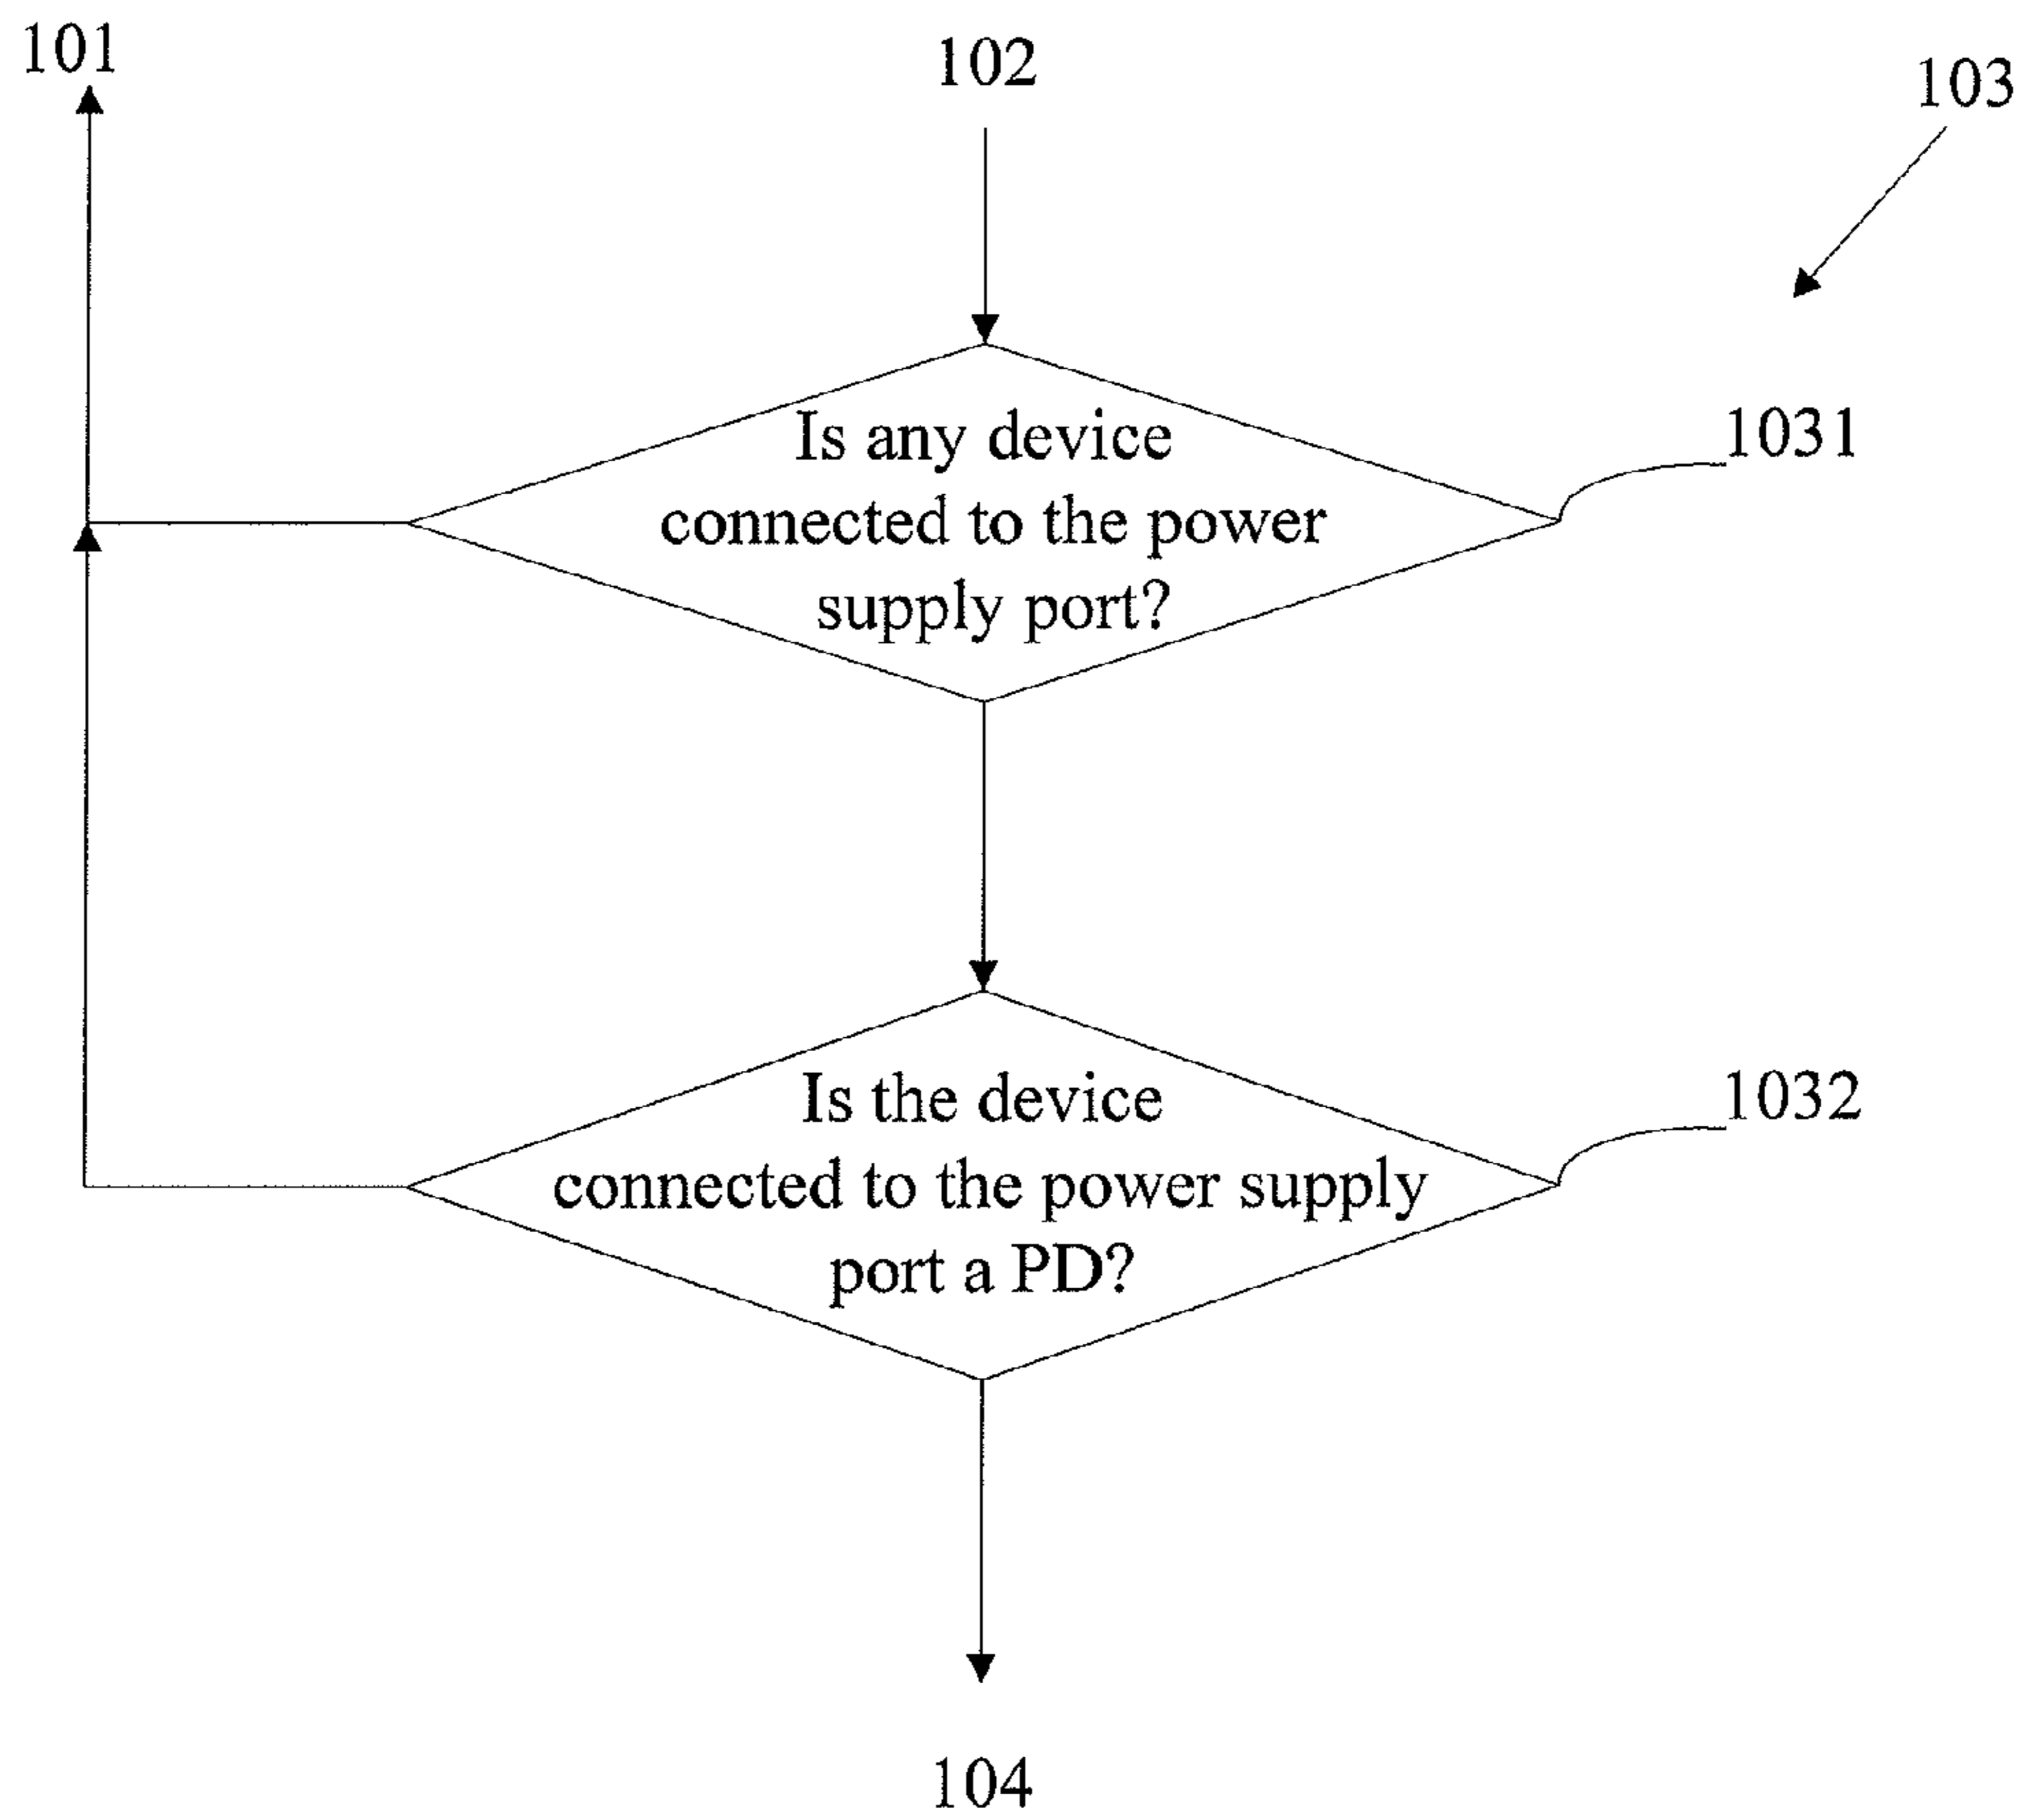 101
102
103
Is any device
connected to the power
supply port?
1031
Is the device
connected to the power supply
port a PD?
1032
104